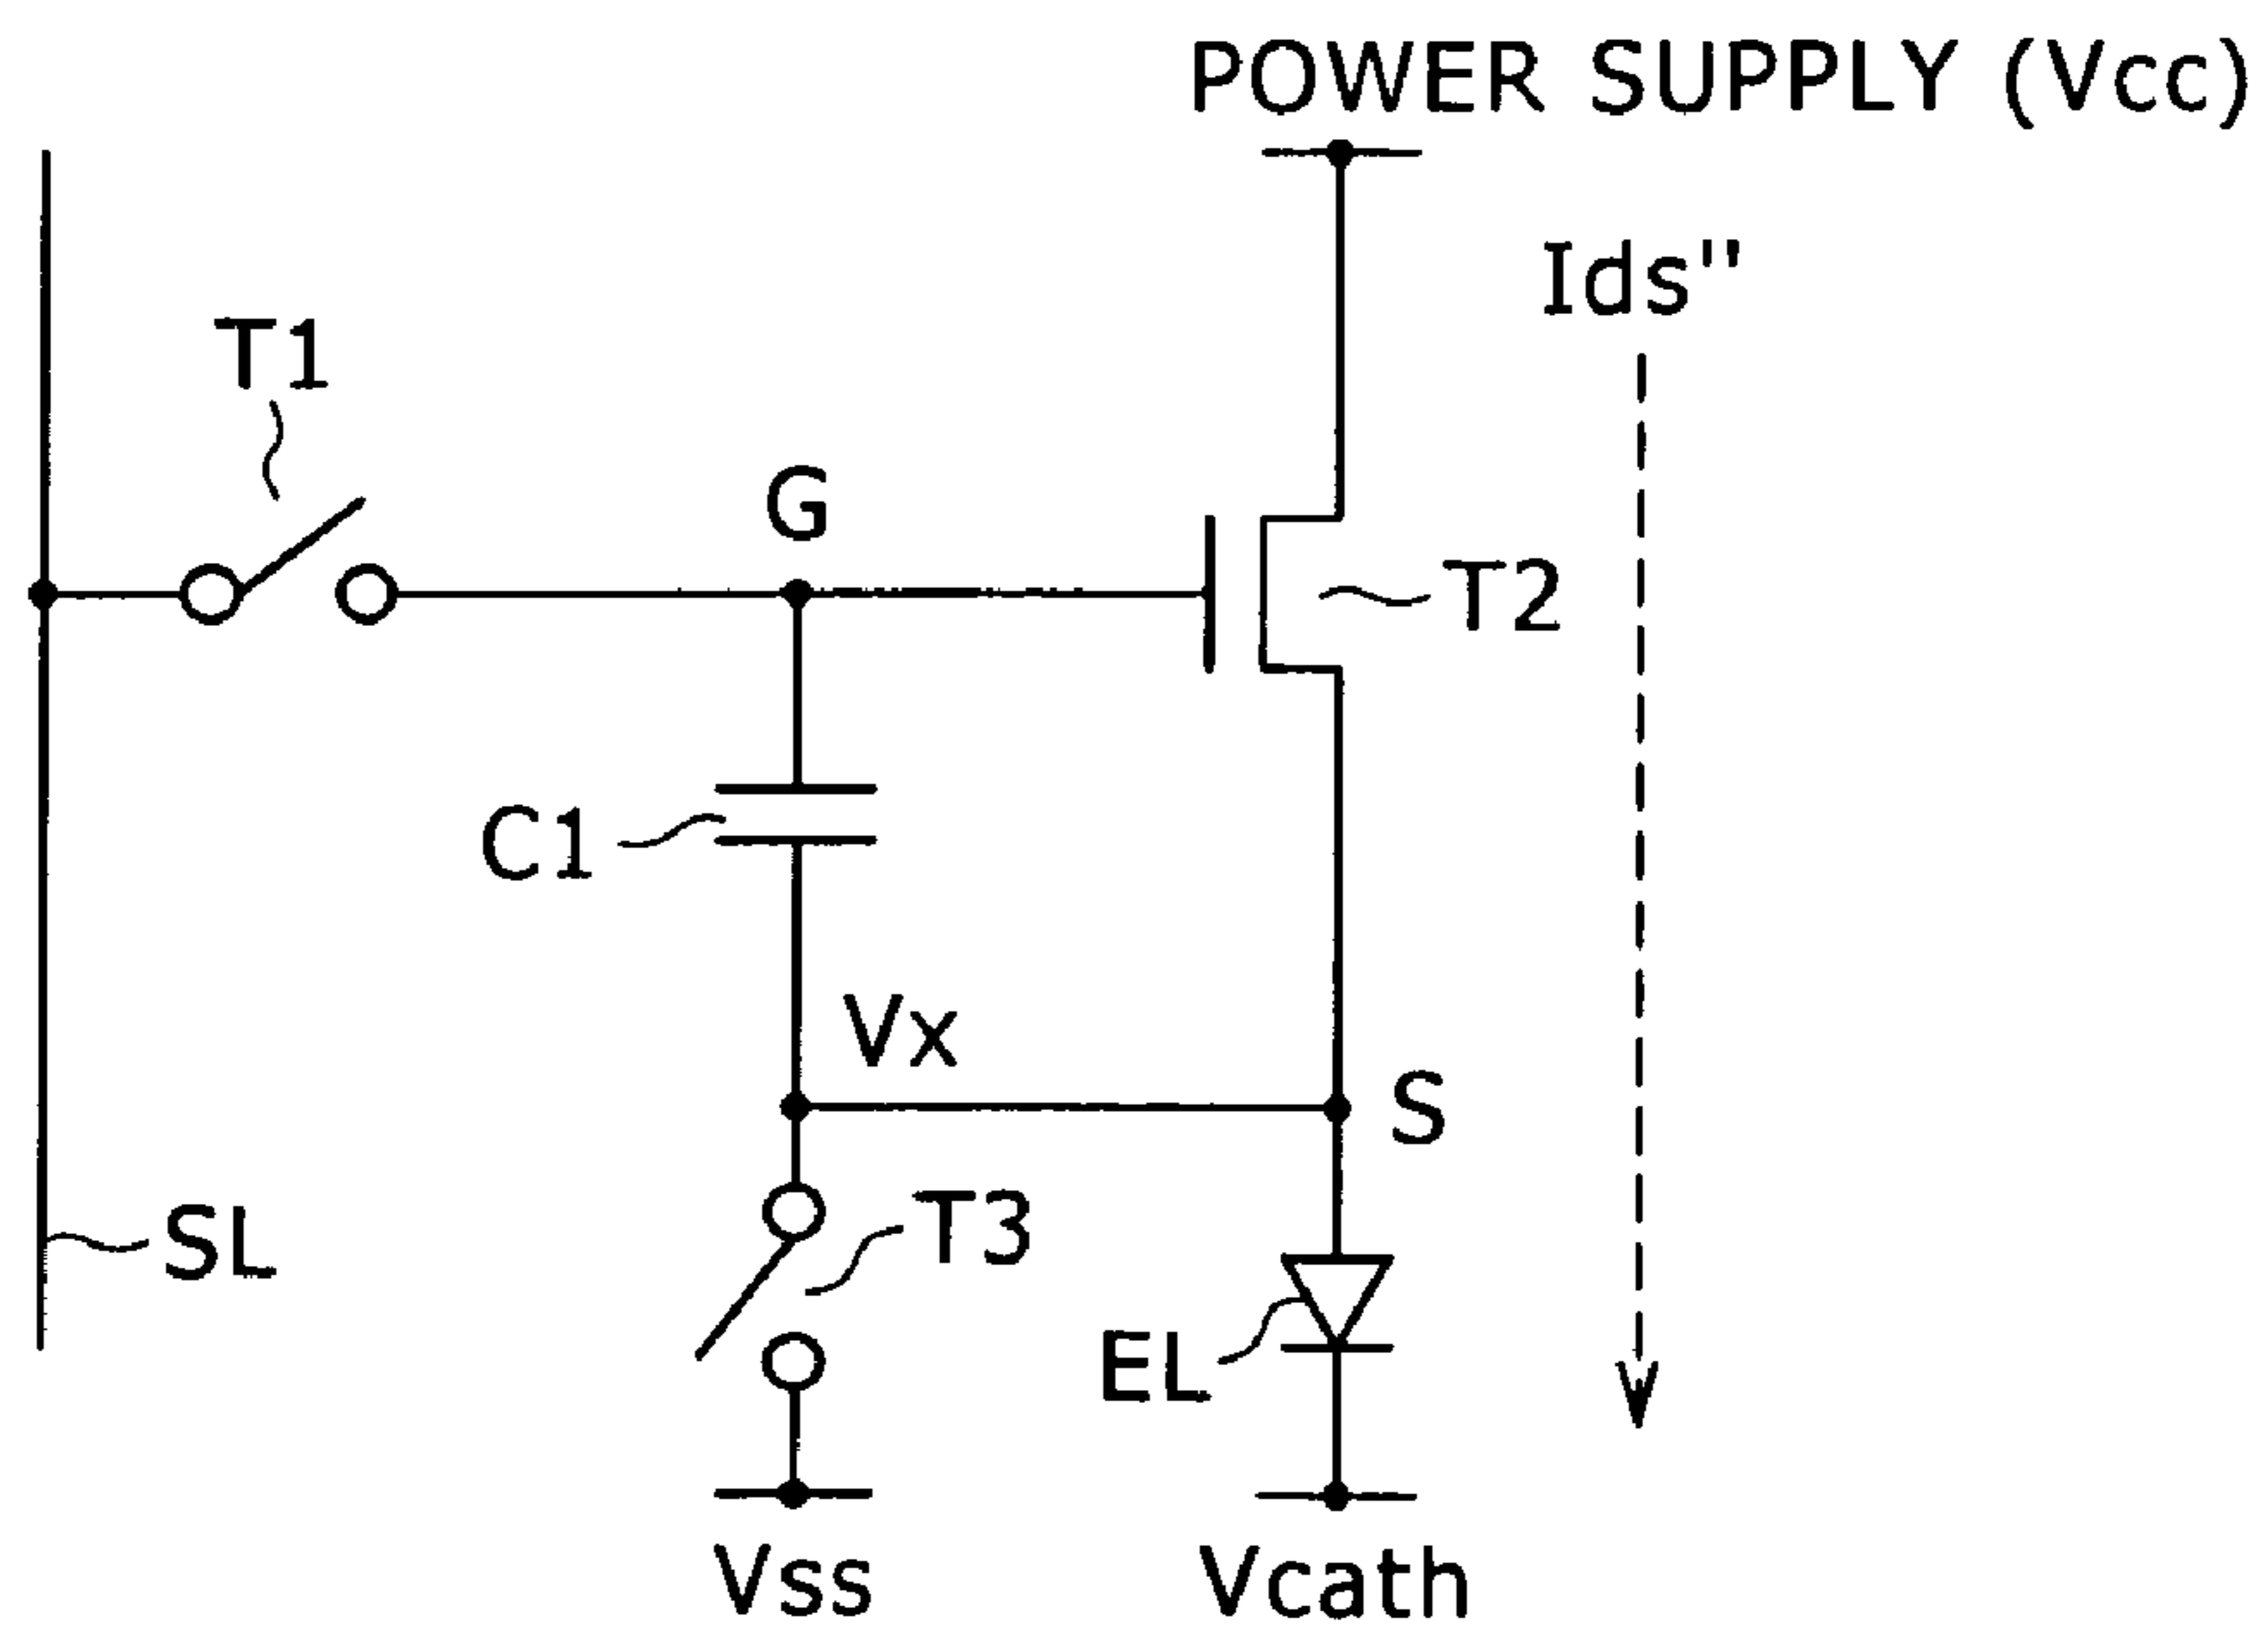 POWER SUPPLY (Vcc)
Ids"
T1
G
T2
C1
Vx
S
SL
T3
EL
Vss
Vcath